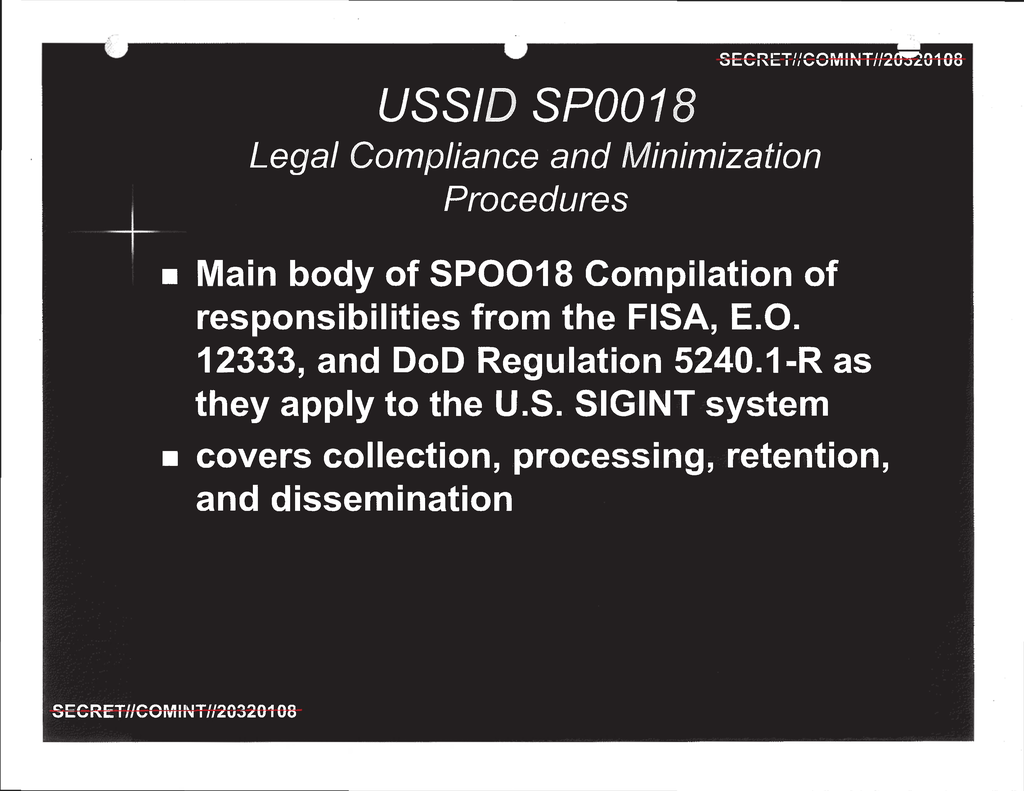 SECRET//COMINT//20320108
USSID SP0018
Legal Compliance and Minimization
Procedures
■ Main body of SPOO18 Compilation of
responsibilities from the FISA, E.O.
12333, and DoD Regulation 5240.1-R as
they apply to the U.S. SIGINT system
■ covers collection, processing, retention,
and dissemination
SECRET//COMINT//20320108